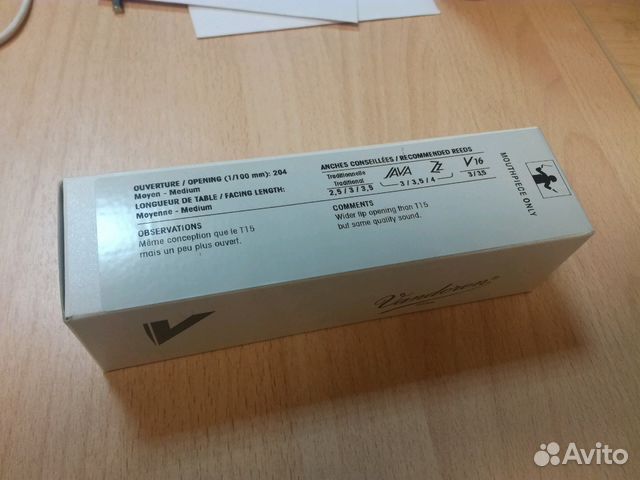 OUVERTURE / OPENING (1/100 mm): 204
Moyen - Medium
LONGUEUR DE TABLE / FACING LENGTH:
Moyenne - Medium
OBSERVATIONS
Même conception que le T15
mais un peu plus ouvert.
ANCHES CONSEILLÉES / RECOMMENDED REEDS
Traditionnelle
Traditional
JAVA
ZZ
V16
2,5 / 3 / 3,5
3 / 3,5 / 4
3 / 3,5
COMMENTS
Wider tip opening than T15
but same quality sound.
MOUTHPIECE ONLY
Vandoren
V
Avito